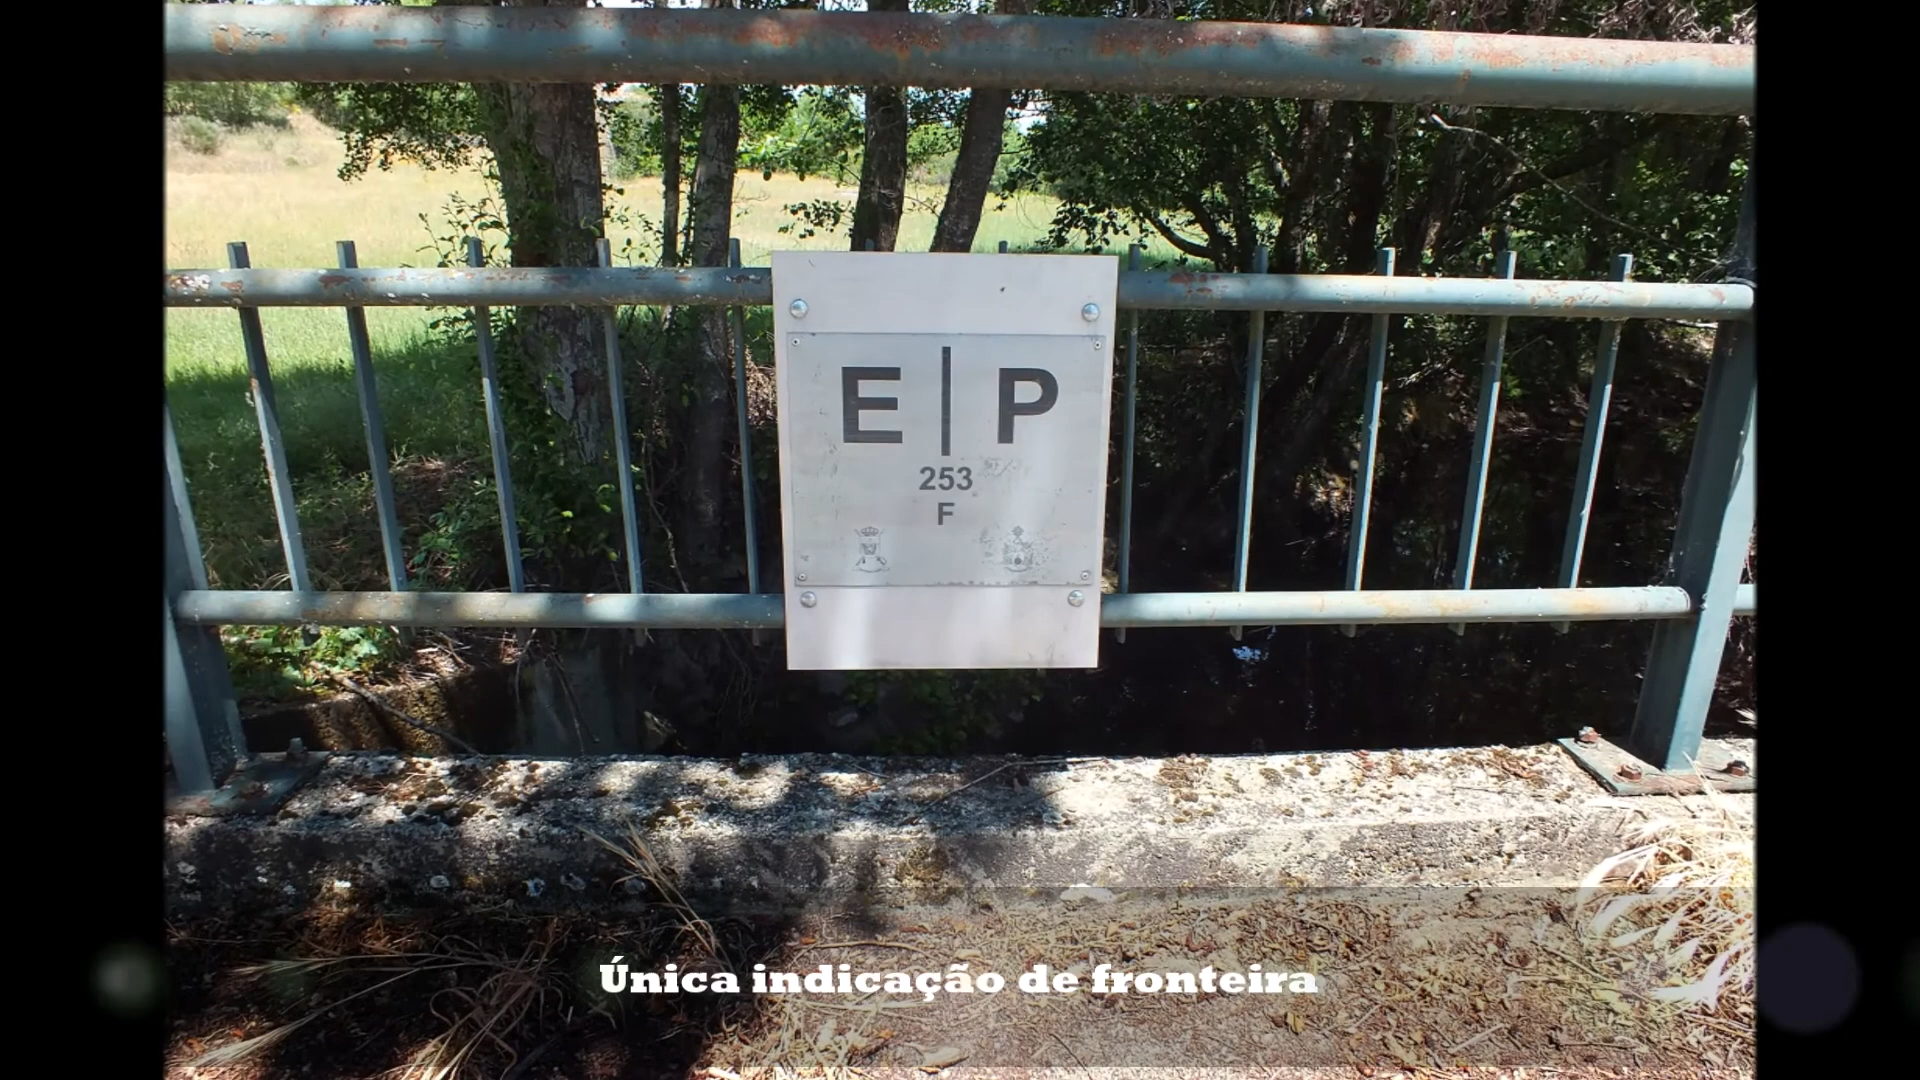 E | P
253
F
Única indicação de fronteira